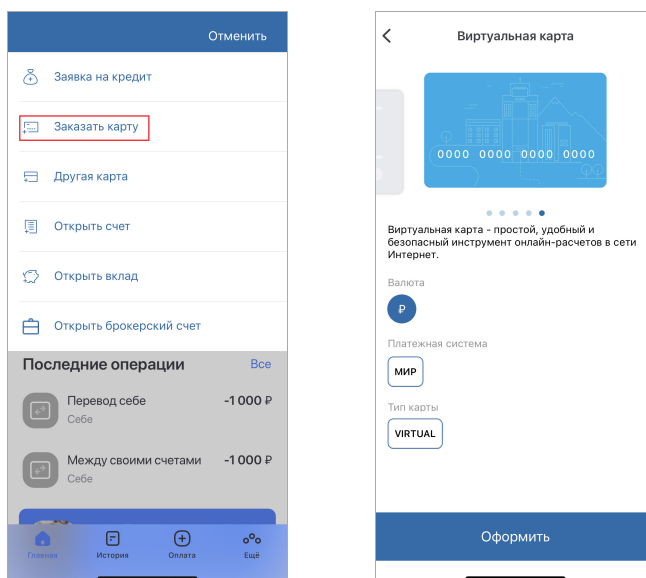 Отменить
Заявка на кредит
Заказать карту
Другая карта
Открыть счет
Открыть вклад
Открыть брокерский счет
Последние операции Все
Перевод себе -1 000 ₽
Себе
Между своими счетами -1 000 ₽
Себе
Главная История Оплата Ещё
Виртуальная карта
0000 0000 0000 0000
Виртуальная карта - простой, удобный и
безопасный инструмент онлайн-расчетов в сети
Интернет.
Валюта
₽
Платежная система
МИР
Тип карты
VIRTUAL
Оформить